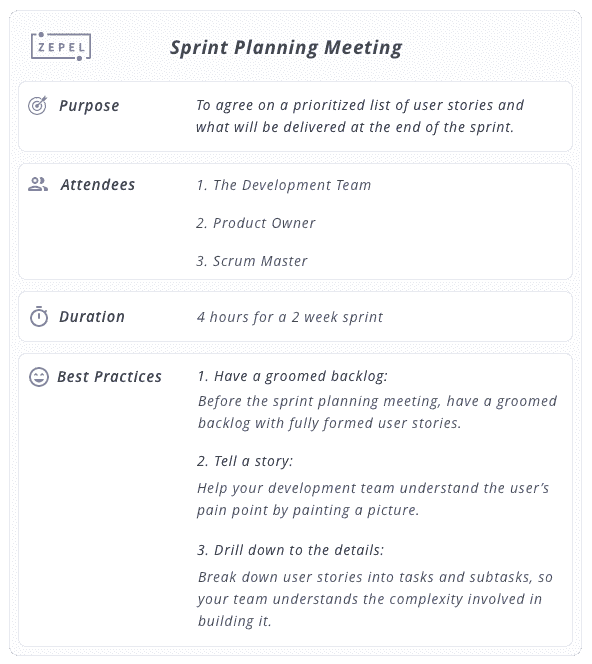 ZEPEL
Sprint Planning Meeting
Purpose
To agree on a prioritized list of user stories and
what will be delivered at the end of the sprint.
Attendees
1. The Development Team
2. Product Owner
3. Scrum Master
Duration
4 hours for a 2 week sprint
Best Practices
1. Have a groomed backlog:
Before the sprint planning meeting, have a groomed
backlog with fully formed user stories.
2. Tell a story:
Help your development team understand the user’s
pain point by painting a picture.
3. Drill down to the details:
Break down user stories into tasks and subtasks, so
your team understands the complexity involved in
building it.